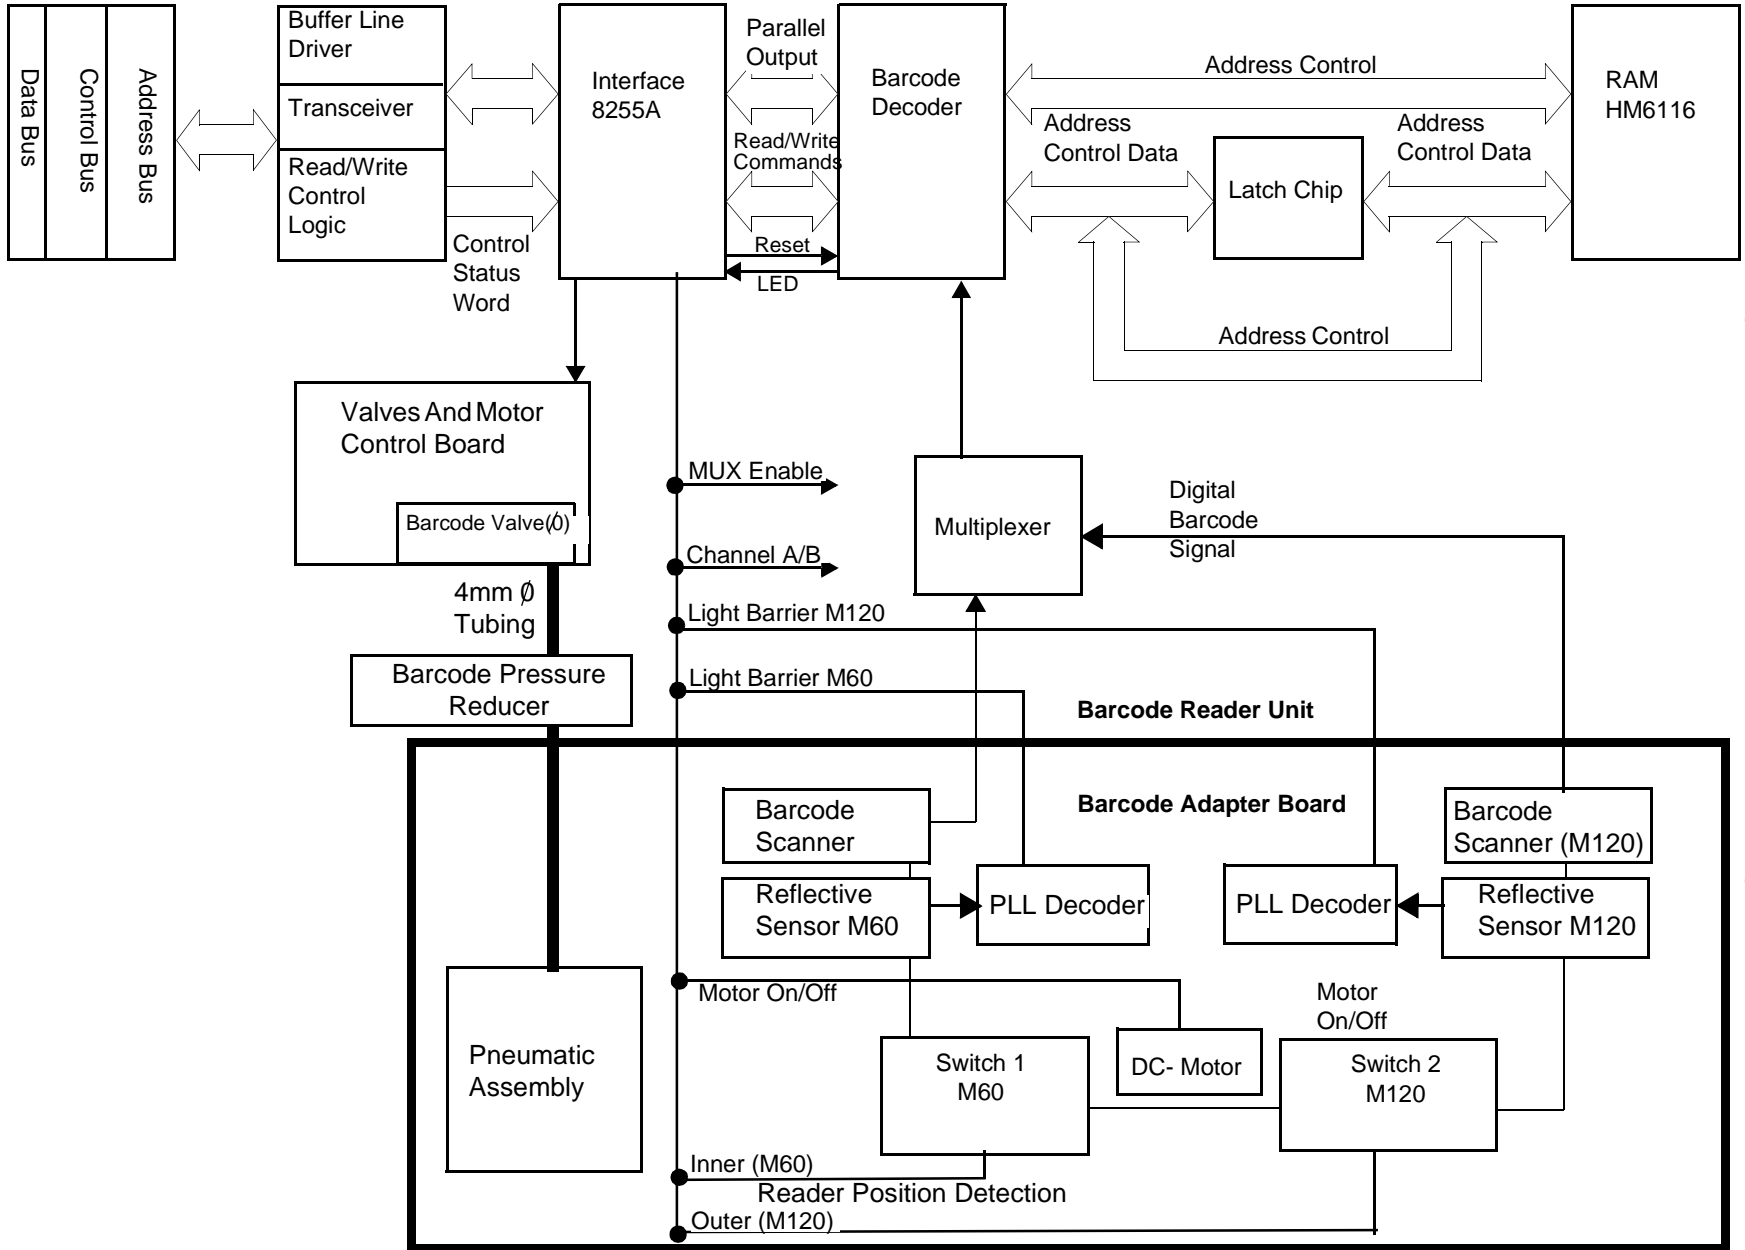 Data Bus
Control Bus
Address Bus
Buffer Line
Driver
Transceiver
Read/Write
Control
Logic
Control
Status
Word
Interface
8255A
Parallel
Output
Read/Write
Commands
Reset
LED
Barcode
Decoder
Address Control
Address
Control Data
Latch Chip
Address
Control Data
Address Control
RAM
HM6116
Valves And Motor
Control Board
Barcode Valve(0)
4mm Ø
Tubing
Barcode Pressure
Reducer
MUX Enable
Channel A/B
Light Barrier M120
Light Barrier M60
Multiplexer
Digital
Barcode
Signal
Barcode Reader Unit
Barcode Adapter Board
Barcode
Scanner
Reflective
Sensor M60
PLL Decoder
PLL Decoder
Barcode
Scanner (M120)
Reflective
Sensor M120
Motor On/Off
Motor
On/Off
Pneumatic
Assembly
Switch 1
M60
DC- Motor
Switch 2
M120
Inner (M60)
Reader Position Detection
Outer (M120)